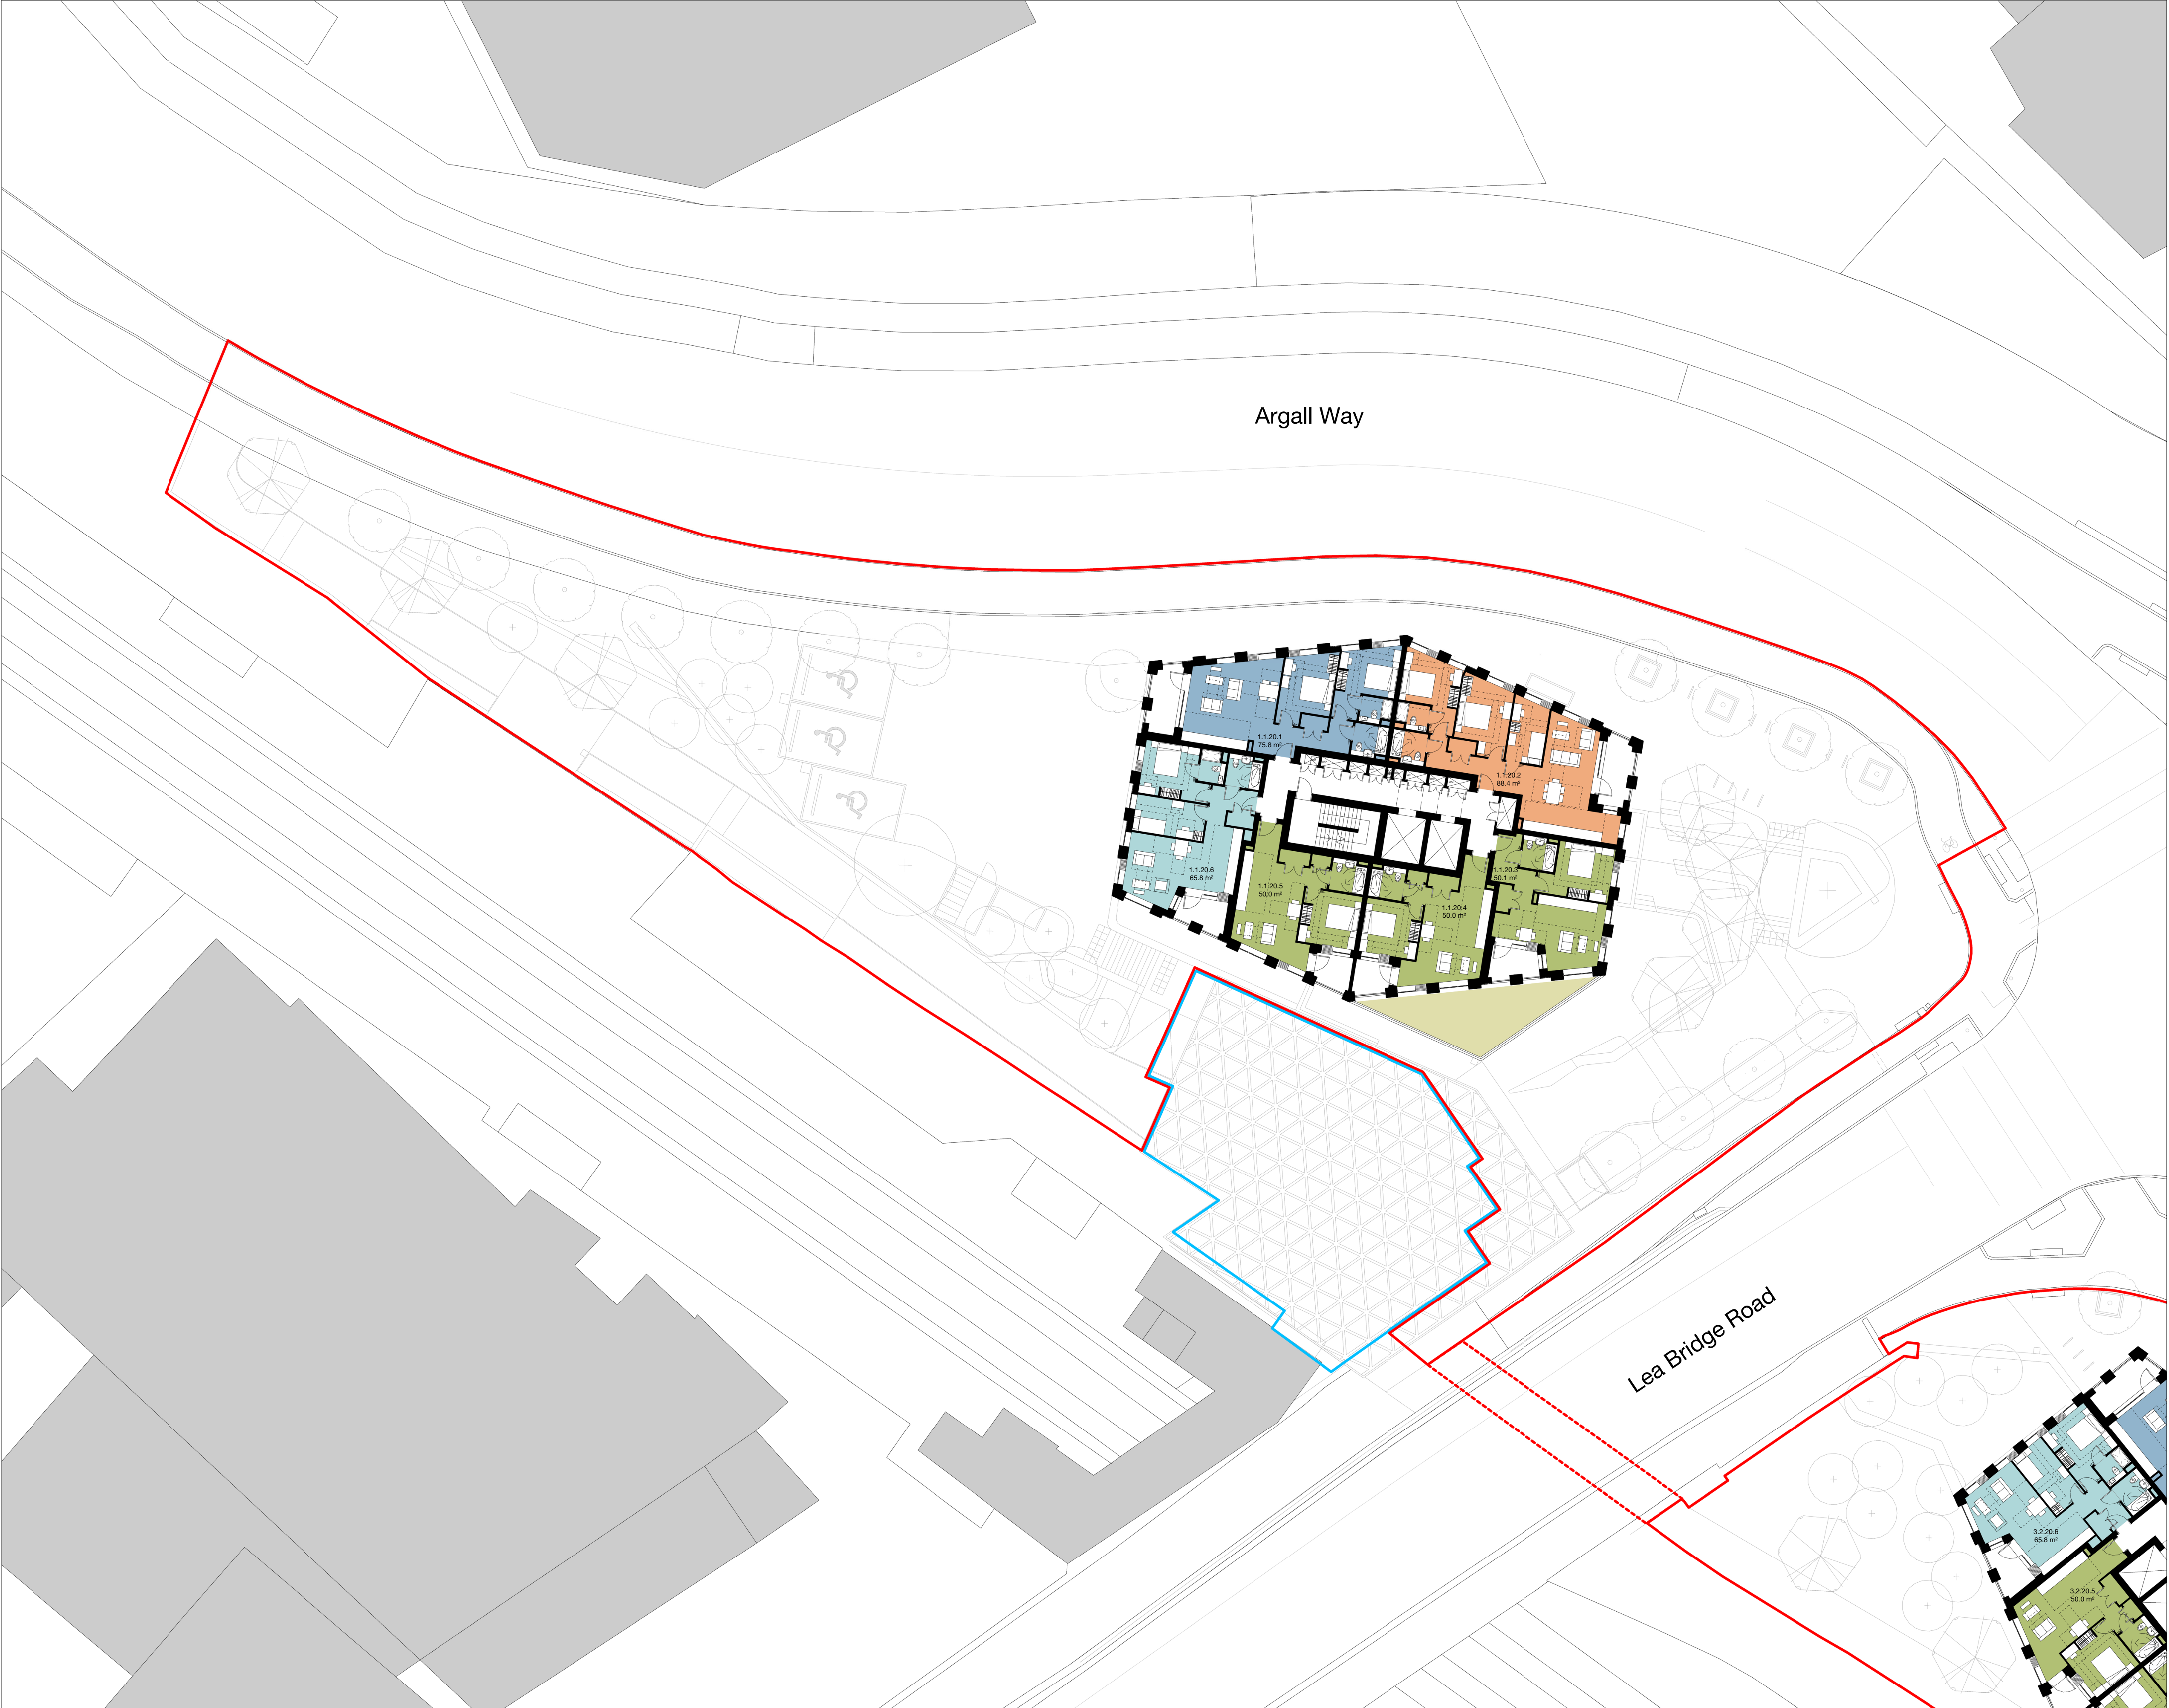 Argall Way
1.1.20.1
75.8 m²
1.1.20.2
88.4 m²
1.1.20.6
65.8 m²
1.1.20.5
50.0 m²
1.1.20.3
50.1 m²
1.1.20.4
50.0 m²
Lea Bridge Road
3.2.20.6
65.8 m²
3.2.20.5
50.0 m²